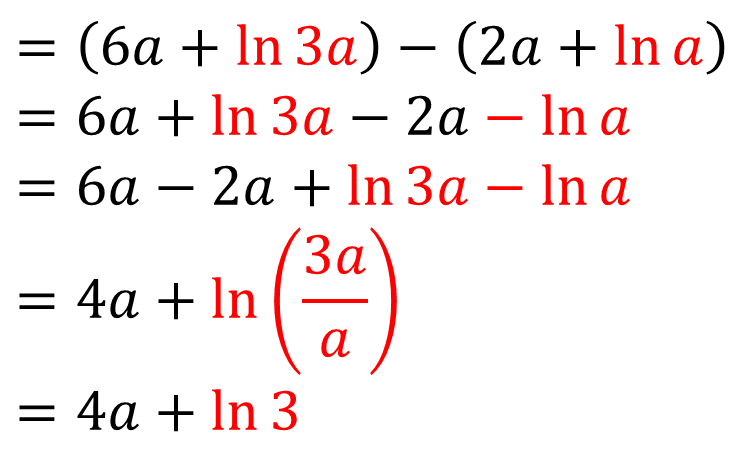 = (6a + ln 3a) − (2a + ln a)
= 6a + ln 3a − 2a − ln a
= 6a − 2a + ln 3a − ln a
= 4a + ln (3a/a)
= 4a + ln 3